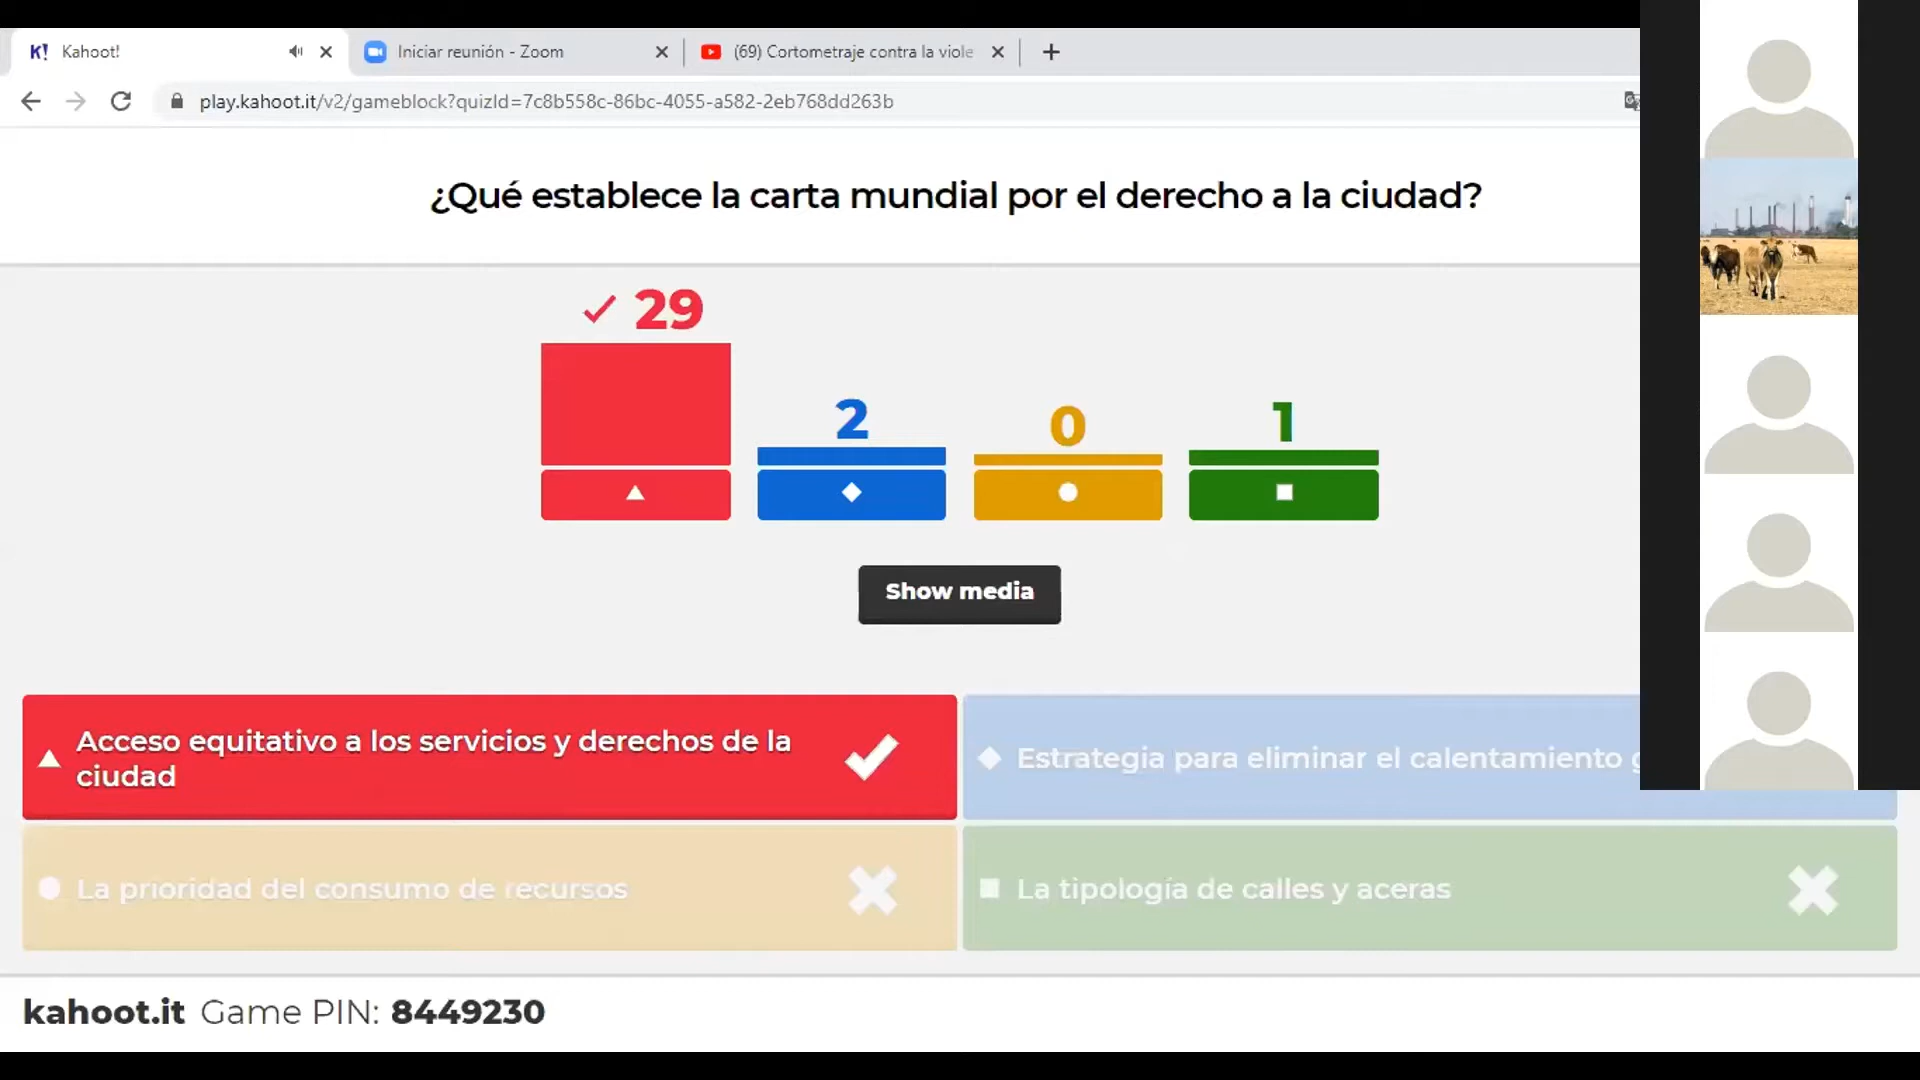 K! Kahoot!
Iniciar reunión - Zoom
(69) Cortometraje contra la viole
play.kahoot.it/v2/gameblock?quizId=7c8b558c-86bc-4055-a582-2eb768dd263b
¿Qué establece la carta mundial por el derecho a la ciudad?
29
2
0
1
Show media
Acceso equitativo a los servicios y derechos de la
ciudad
Estrategia para eliminar el calentamiento
La prioridad del consumo de recursos
La tipología de calles y aceras
kahoot.it Game PIN: 8449230